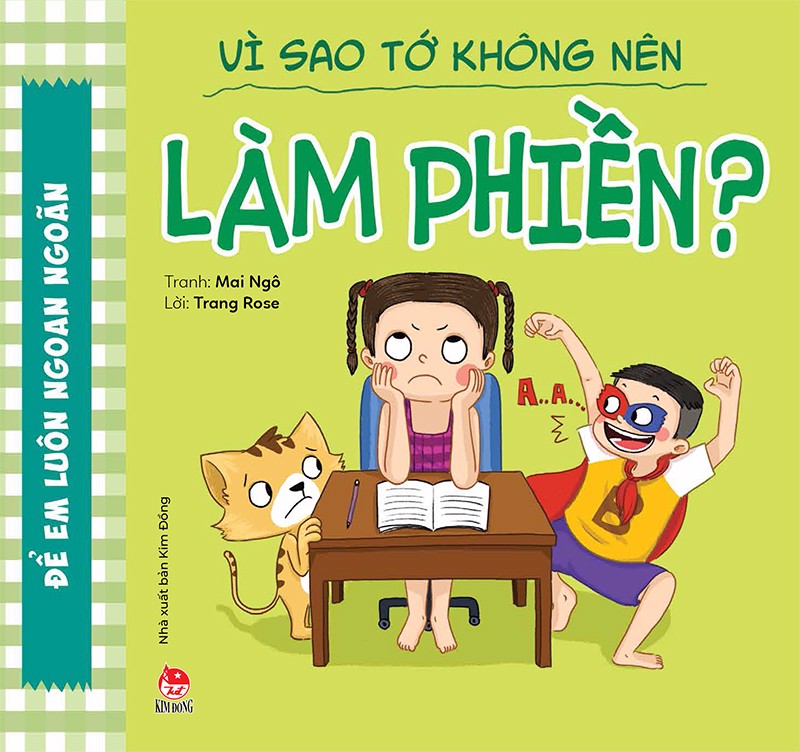 VÌ SAO TỚ KHÔNG NÊN
LÀM PHIỀN?
Tranh: Mai Ngô
Lời: Trang Rose
ĐỂ EM LUÔN NGOAN NGOÃN
A..A...
B
Nhà xuất bản Kim Đồng
KIM ĐỒNG